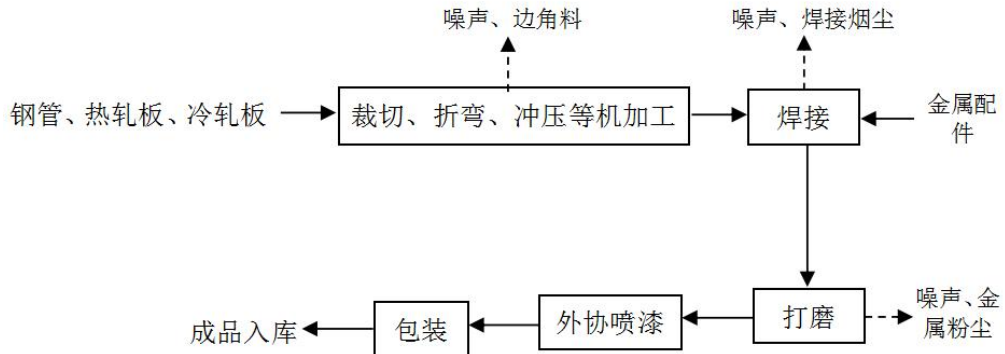 噪声、边角料
噪声、焊接烟尘
钢管、热轧板、冷轧板
裁切、折弯、冲压等机加工
焊接
金属配
件
成品入库
包装
外协喷漆
打磨
噪声、金
属粉尘